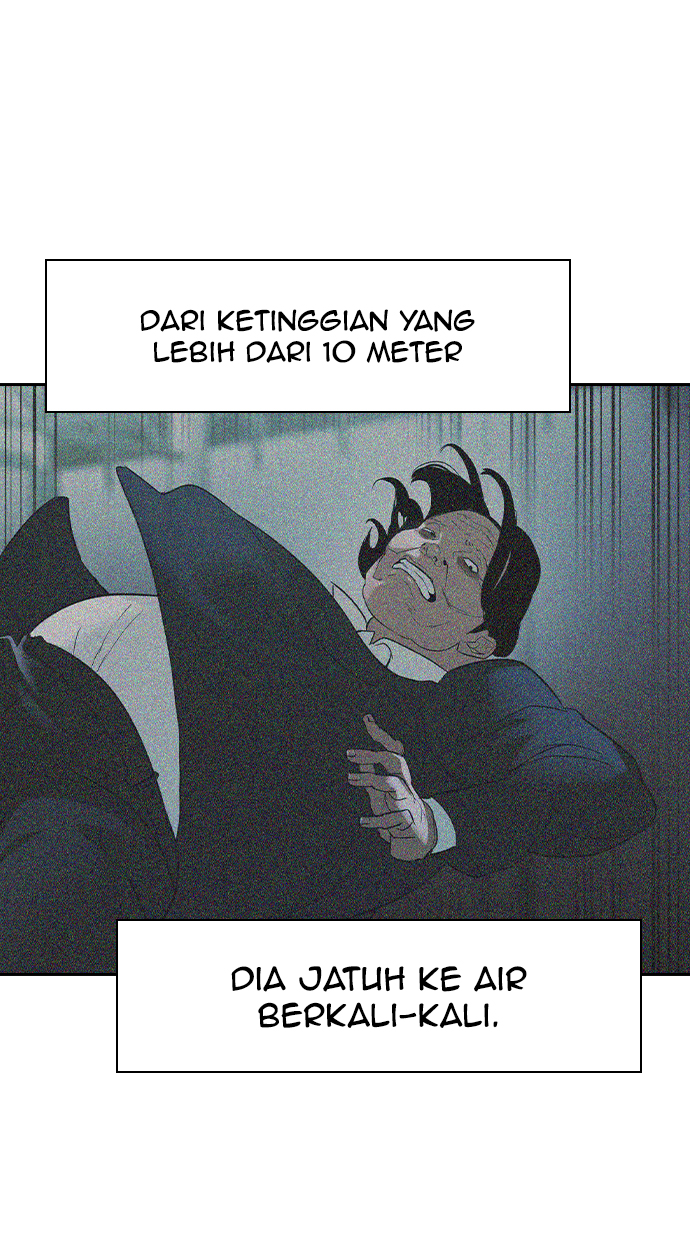 DARI KETINGGIAN YANG
LEBIH DARI 10 METER
DIA JATUH KE AIR
BERKALI-KALI.